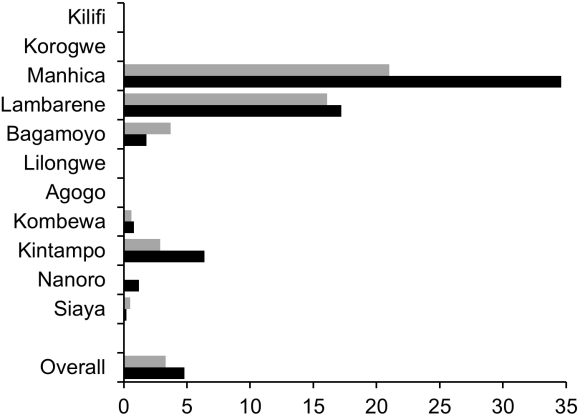 Kilifi
Korogwe
Manhica
Lambarene
Bagamoyo
Lilongwe
Agogo
Kombewa
Kintampo
Nanoro
Siaya
Overall
0 5 10 15 20 25 30 35